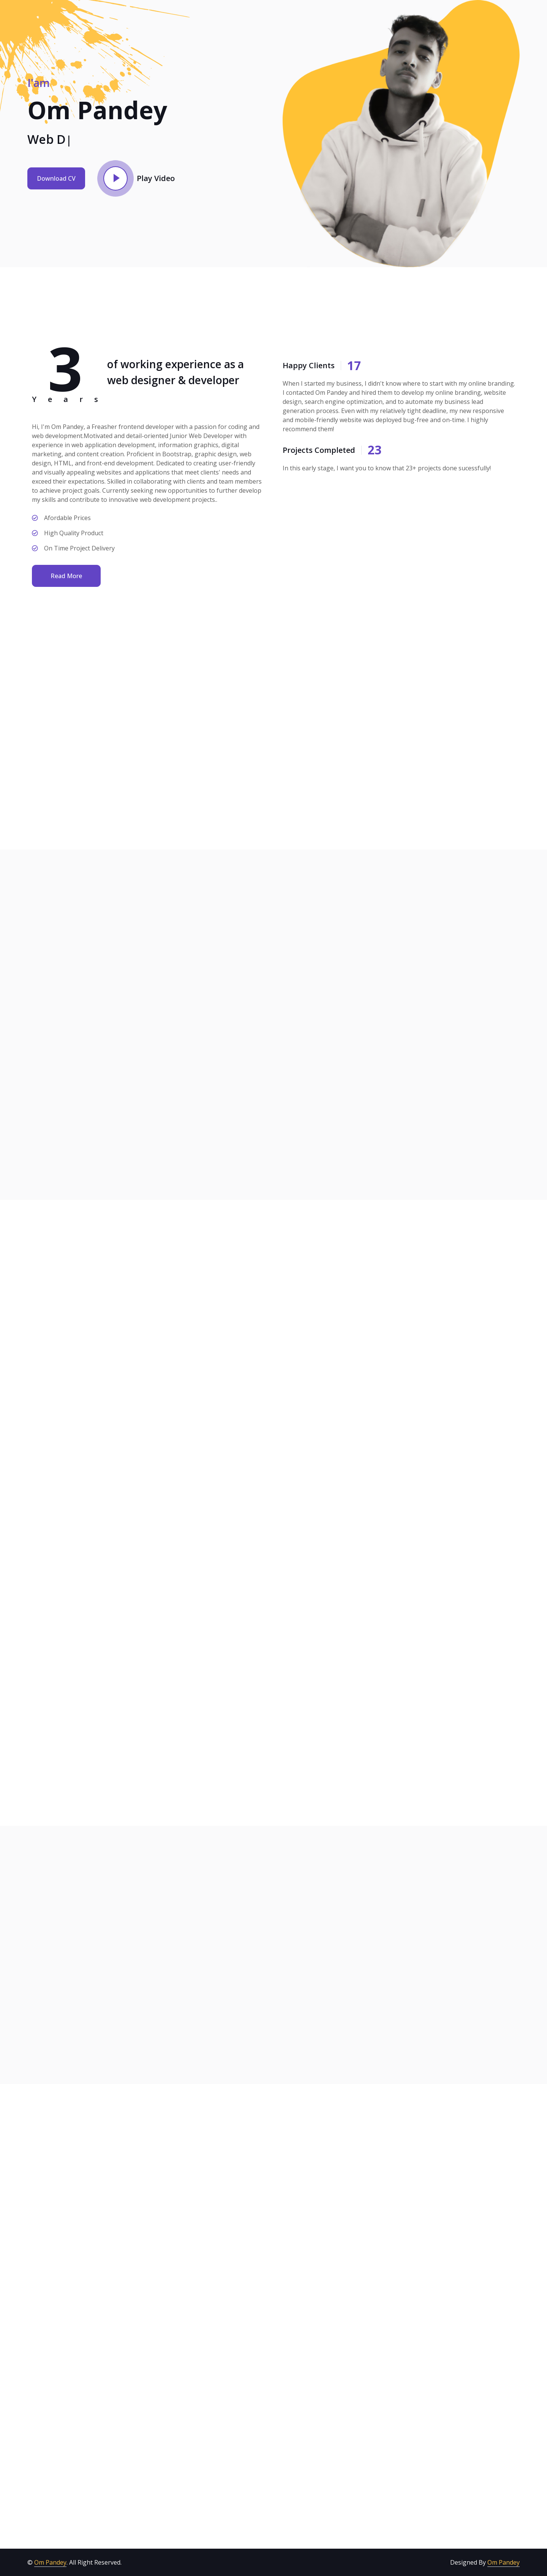 I'am
Om Pandey
Web D|
Download CV
Play Video
3
Years
of working experience as a
web designer & developer
Hi, I'm Om Pandey, a Freasher frontend developer with a passion for coding and
web development.Motivated and detail-oriented Junior Web Developer with
experience in web application development, information graphics, digital
marketing, and content creation. Proficient in Bootstrap, graphic design, web
design, HTML, and front-end development. Dedicated to creating user-friendly
and visually appealing websites and applications that meet clients' needs and
exceed their expectations. Skilled in collaborating with clients and team members
to achieve project goals. Currently seeking new opportunities to further develop
my skills and contribute to innovative web development projects..
Afordable Prices
High Quality Product
On Time Project Delivery
Read More
Happy Clients 17
When I started my business, I didn't know where to start with my online branding.
I contacted Om Pandey and hired them to develop my online branding, website
design, search engine optimization, and to automate my business lead
generation process. Even with my relatively tight deadline, my new responsive
and mobile-friendly website was deployed bug-free and on-time. I highly
recommend them!
Projects Completed 23
In this early stage, I want you to know that 23+ projects done sucessfully!
© Om Pandey. All Right Reserved.
Designed By Om Pandey